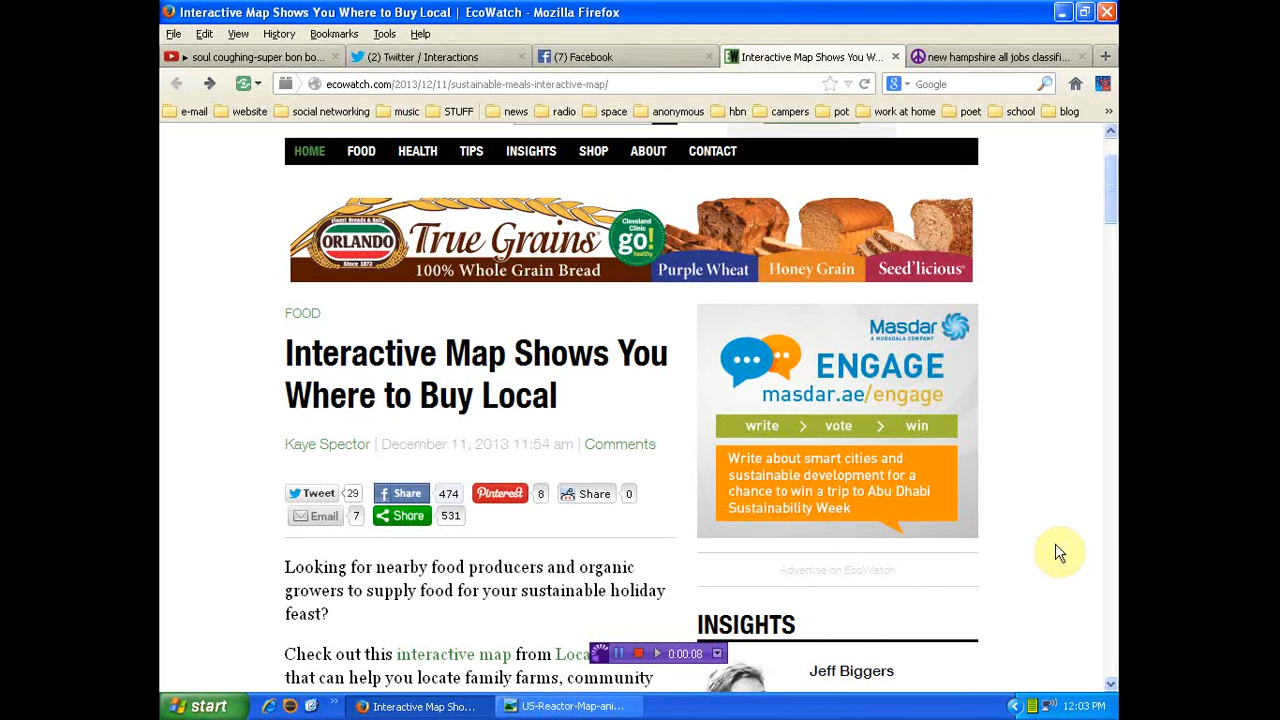 Interactive Map Shows You Where to Buy Local | EcoWatch - Mozilla Firefox
File Edit View History Bookmarks Tools Help
soul coughing-super bon bo...
(2) Twitter / Interactions
(7) Facebook
Interactive Map Shows You W...
new hampshire all jobs classifi...
ecowatch.com/2013/12/11/sustainable-meals-interactive-map/
Google
e-mail website social networking music STUFF news radio space anonymous hbn campers pot work at home poet school blog
HOME FOOD HEALTH TIPS INSIGHTS SHOP ABOUT CONTACT
Finest Breads & Rolls
ORLANDO
Since 1872
True Grains®
100% Whole Grain Bread
Cleveland Clinic
go!
healthy
Purple Wheat
Honey Grain
Seed'licious®
FOOD
Interactive Map Shows You
Where to Buy Local
Kaye Spector | December 11, 2013 11:54 am | Comments
Tweet 29 Share 474 Pinterest 8 Share 0
Email 7 Share 531
Looking for nearby food producers and organic
growers to supply food for your sustainable holiday
feast?
Check out this interactive map from Loca
that can help you locate family farms, community
Masdar
A MUBADALA COMPANY
ENGAGE
masdar.ae/engage
write > vote > win
Write about smart cities and
sustainable development for a
chance to win a trip to Abu Dhabi
Sustainability Week
Advertise on EcoWatch
INSIGHTS
Jeff Biggers
0:00:08
start
Interactive Map Sho...
US-Reactor-Map-ani...
12:03 PM